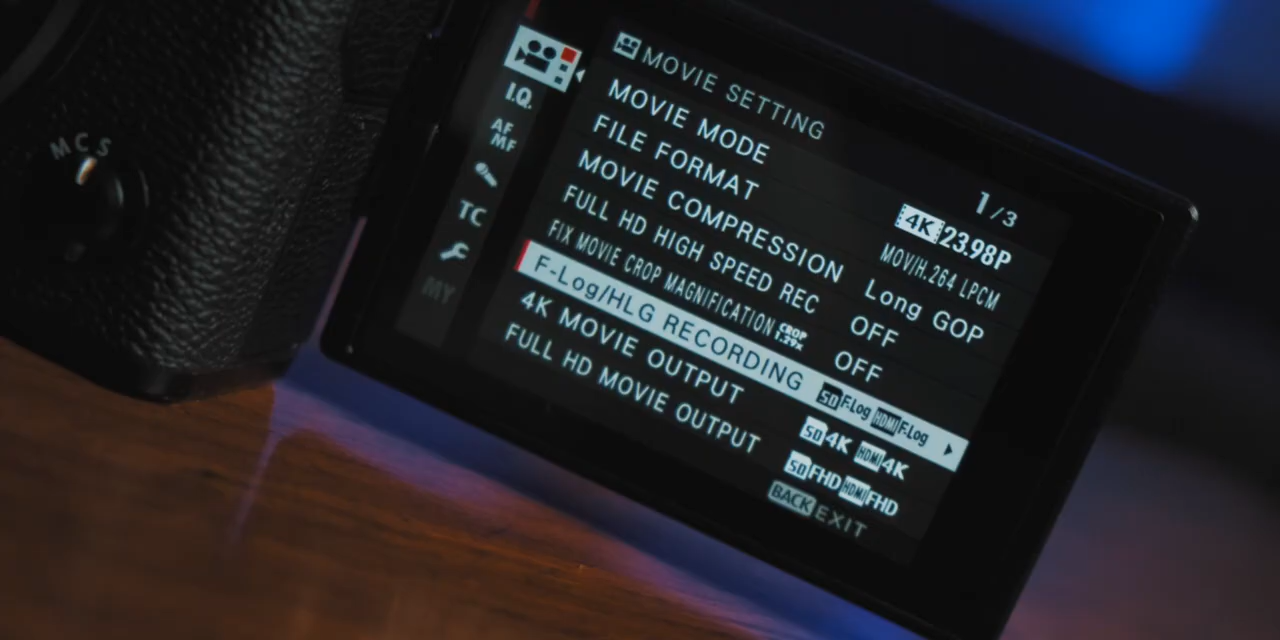 M C S
MOVIE SETTING
1/3
I.Q.
AF
MF
TC
MY
MOVIE MODE 4K 23.98P
FILE FORMAT MOV/H.264 LPCM
MOVIE COMPRESSION Long GOP
FULL HD HIGH SPEED REC OFF
FIX MOVIE CROP MAGNIFICATION CROP 1.29x OFF
F-Log/HLG RECORDING SD F-Log HDMI F-Log
4K MOVIE OUTPUT SD 4K HDMI 4K
FULL HD MOVIE OUTPUT SD FHD HDMI FHD
BACK EXIT